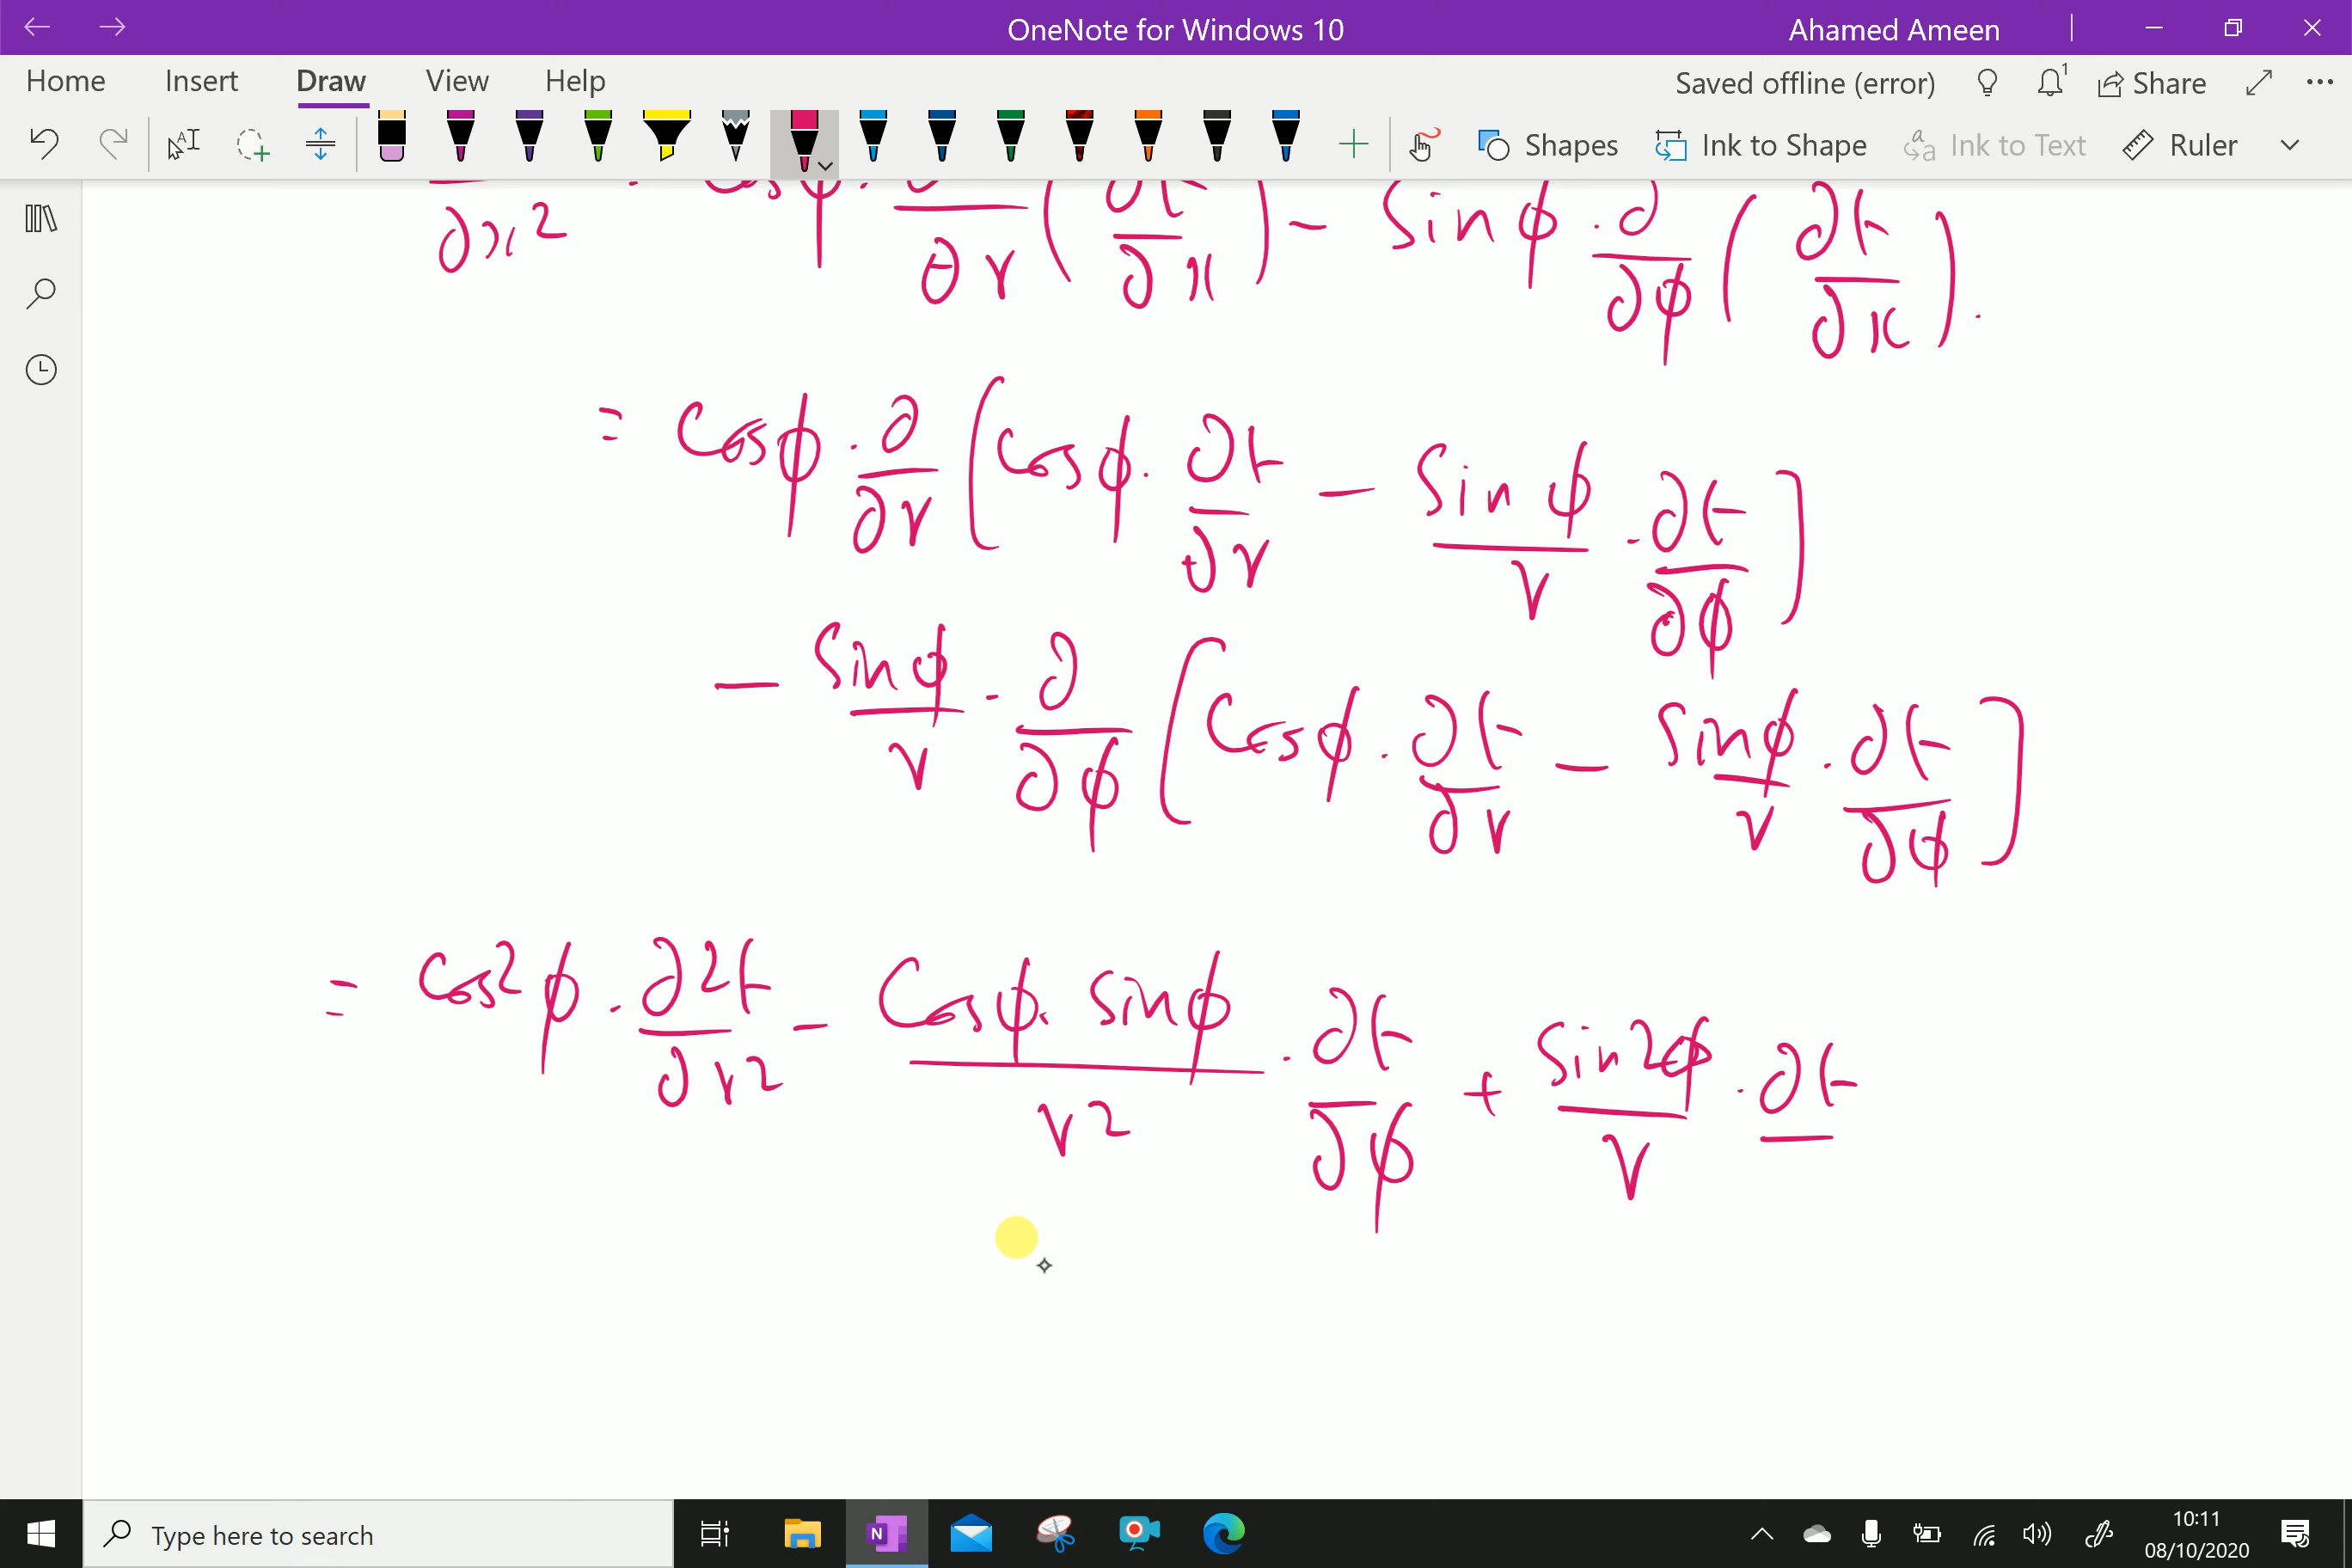 OneNote for Windows 10 Ahamed Ameen
Home Insert Draw View Help Saved offline (error) 1 Share
Shapes Ink to Shape Ink to Text Ruler
∂x² = cosφ · ∂/∂r (∂t/∂x) - sinφ · ∂/∂φ (∂t/∂x).
= cosφ · ∂/∂r [cosφ · ∂t/∂r - sinφ/r · ∂t/∂φ]
- sinφ/r · ∂/∂φ [cosφ · ∂t/∂r - sinφ/r · ∂t/∂φ]
= cos²φ · ∂2t/∂r2 - cosφ · sinφ/r2 · ∂t/∂φ + sin2φ/r · ∂t
Type here to search
10:11
08/10/2020